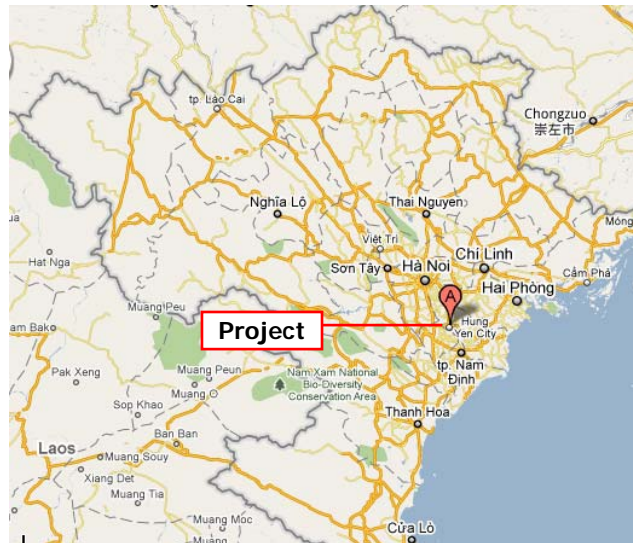 tp. Lào Cai
Chongzuo
崇左市
Nghĩa Lộ
Thai Nguyen
Móng
Việt Trì
Hat Nga
Sơn Tây
Hà Nôi
Chí Linh
Cẩm Phả
Hai Phòng
Muang Peu
A
Project
Hung
Yen City
Bako
tp. Nam
Định
Muang Peun
Pak Xeng
Muang O
Nam Xam National
Bio-Diversity
Conservation Area
Sop Khao
Thanh Hoa
Ban Ban
Laos
Muang Souy
Xiang Det
Muang Tia
Muang Moc
Cửa Lò